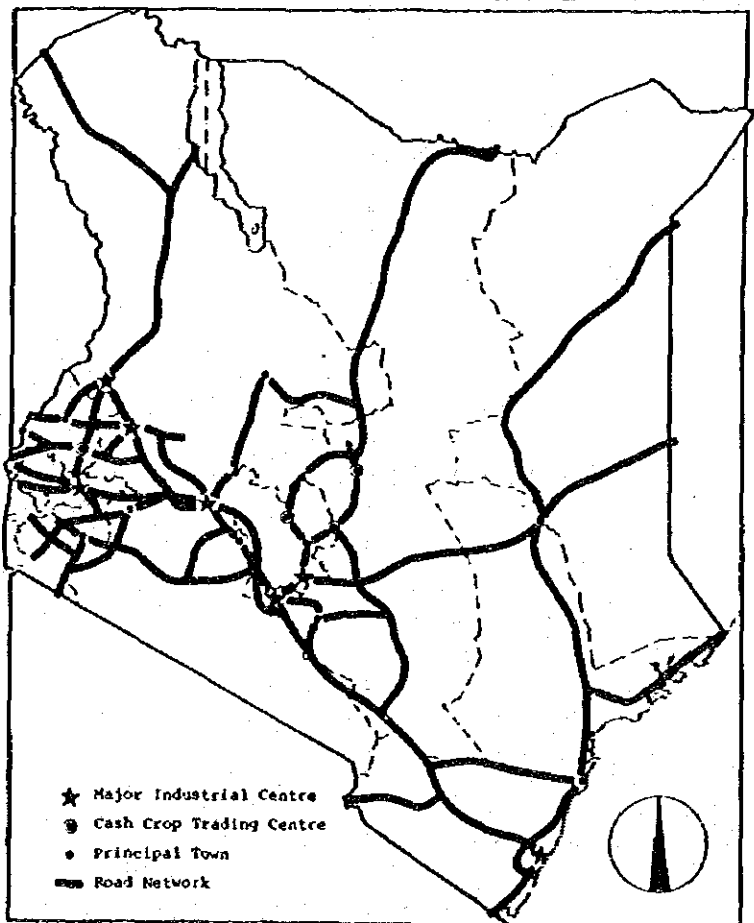 Major Industrial Centre
Cash Crop Trading Centre
Principal Town
Road Network